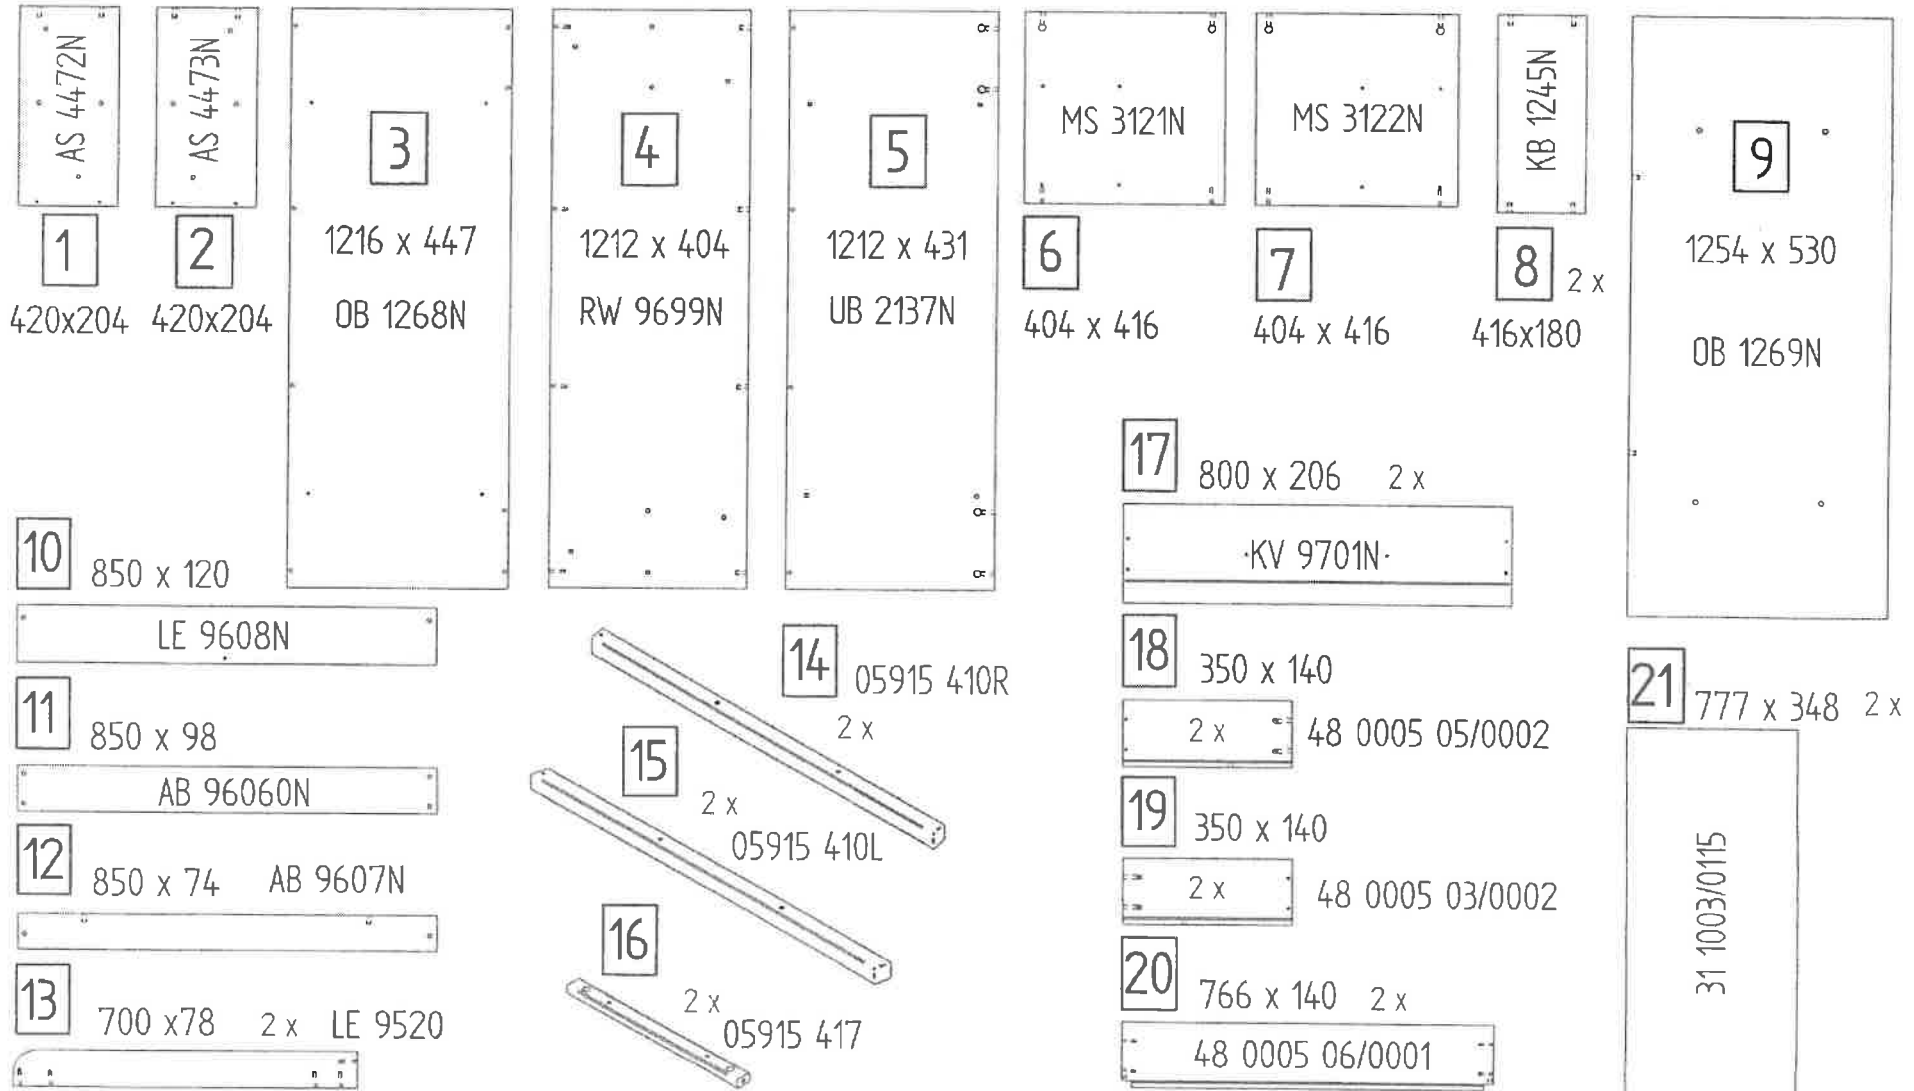 AS 4472N
1
420x204
AS 4473N
2
420x204
3
1216 x 447
OB 1268N
4
1212 x 404
RW 9699N
5
1212 x 431
UB 2137N
MS 3121N
6
404 x 416
MS 3122N
7
404 x 416
KB 1245N
8 2 x
416x180
9
1254 x 530
OB 1269N
10 850 x 120
LE 9608N
11 850 x 98
AB 96060N
12 850 x 74 AB 9607N
13 700 x78 2 x LE 9520
14 05915 410R
2 x
15 2 x
05915 410L
16 2 x
05915 417
17 800 x 206 2 x
KV 9701N
18 350 x 140
2 x 48 0005 05/0002
19 350 x 140
2 x 48 0005 03/0002
20 766 x 140 2 x
48 0005 06/0001
21 777 x 348 2 x
31 1003/0115